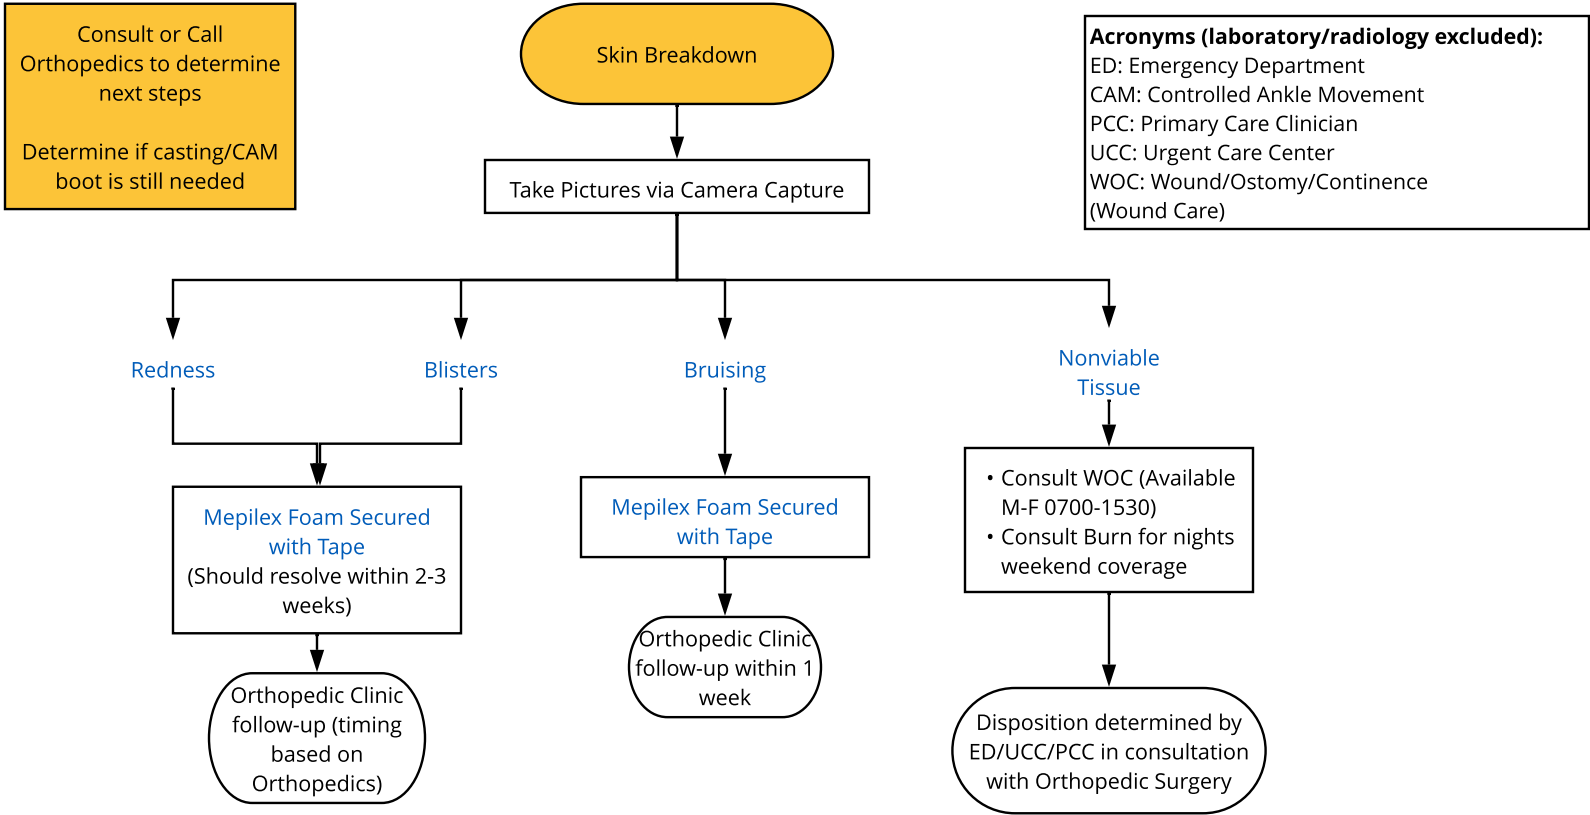 Consult or Call
Orthopedics to determine
next steps
Determine if casting/CAM
boot is still needed
Skin Breakdown
Acronyms (laboratory/radiology excluded):
ED: Emergency Department
CAM: Controlled Ankle Movement
PCC: Primary Care Clinician
UCC: Urgent Care Center
WOC: Wound/Ostomy/Continence
(Wound Care)
Take Pictures via Camera Capture
Redness
Blisters
Bruising
Nonviable
Tissue
Mepilex Foam Secured
with Tape
(Should resolve within 2-3
weeks)
Mepilex Foam Secured
with Tape
• Consult WOC (Available
M-F 0700-1530)
• Consult Burn for nights
weekend coverage
Orthopedic Clinic
follow-up (timing
based on
Orthopedics)
Orthopedic Clinic
follow-up within 1
week
Disposition determined by
ED/UCC/PCC in consultation
with Orthopedic Surgery